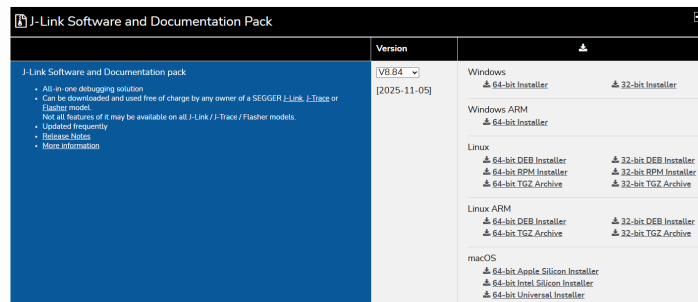 J-Link Software and Documentation Pack
Version
J-Link Software and Documentation pack
All-in-one debugging solution
Can be downloaded and used free of charge by any owner of a SEGGER J-Link, J-Trace or
Flasher model.
Not all features of it may be available on all J-Link / J-Trace / Flasher models.
Updated frequently
Release Notes
More information
V8.84
[2025-11-05]
Windows
64-bit Installer 32-bit Installer
Windows ARM
64-bit Installer
Linux
64-bit DEB Installer 32-bit DEB Installer
64-bit RPM Installer 32-bit RPM Installer
64-bit TGZ Archive 32-bit TGZ Archive
Linux ARM
64-bit DEB Installer 32-bit DEB Installer
64-bit TGZ Archive 32-bit TGZ Archive
macOS
64-bit Apple Silicon Installer
64-bit Intel Silicon Installer
64-bit Universal Installer